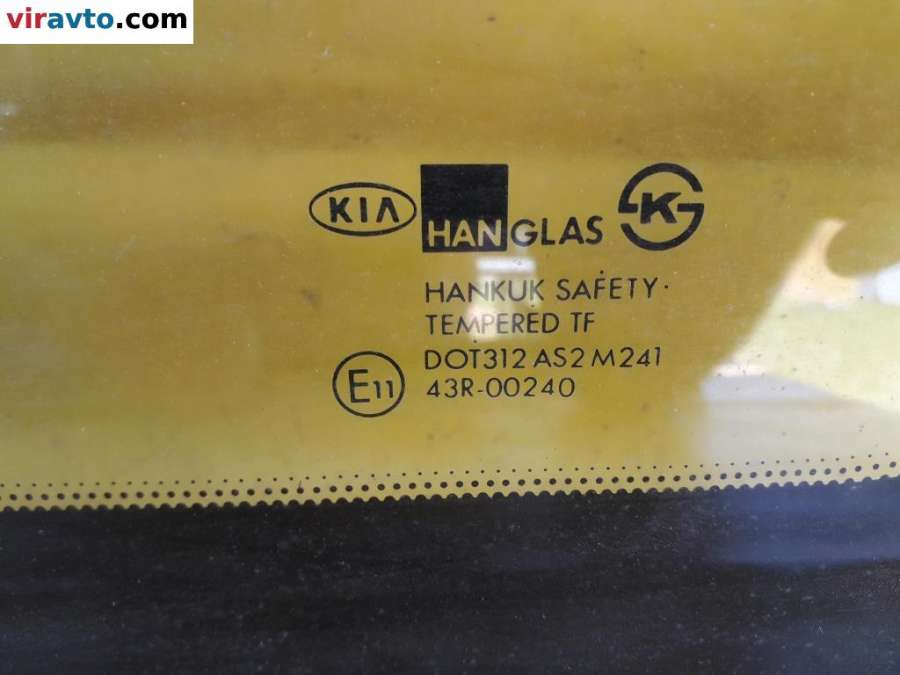 viravto.com
KIA HANGLAS K
HANKUK SAFETY·
TEMPERED TF
DOT312 AS2 M241
E11 43R-00240